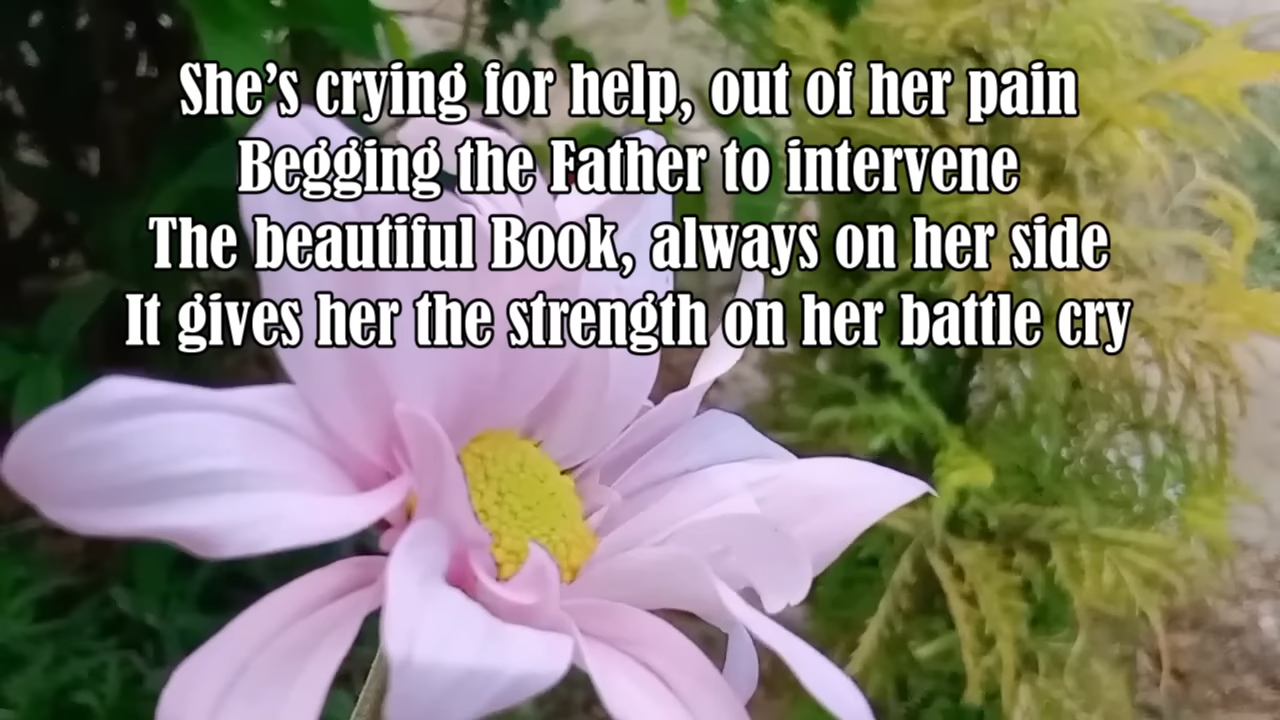 She’s crying for help, out of her pain
Begging the Father to intervene
The beautiful Book, always on her side
It gives her the strength on her battle cry